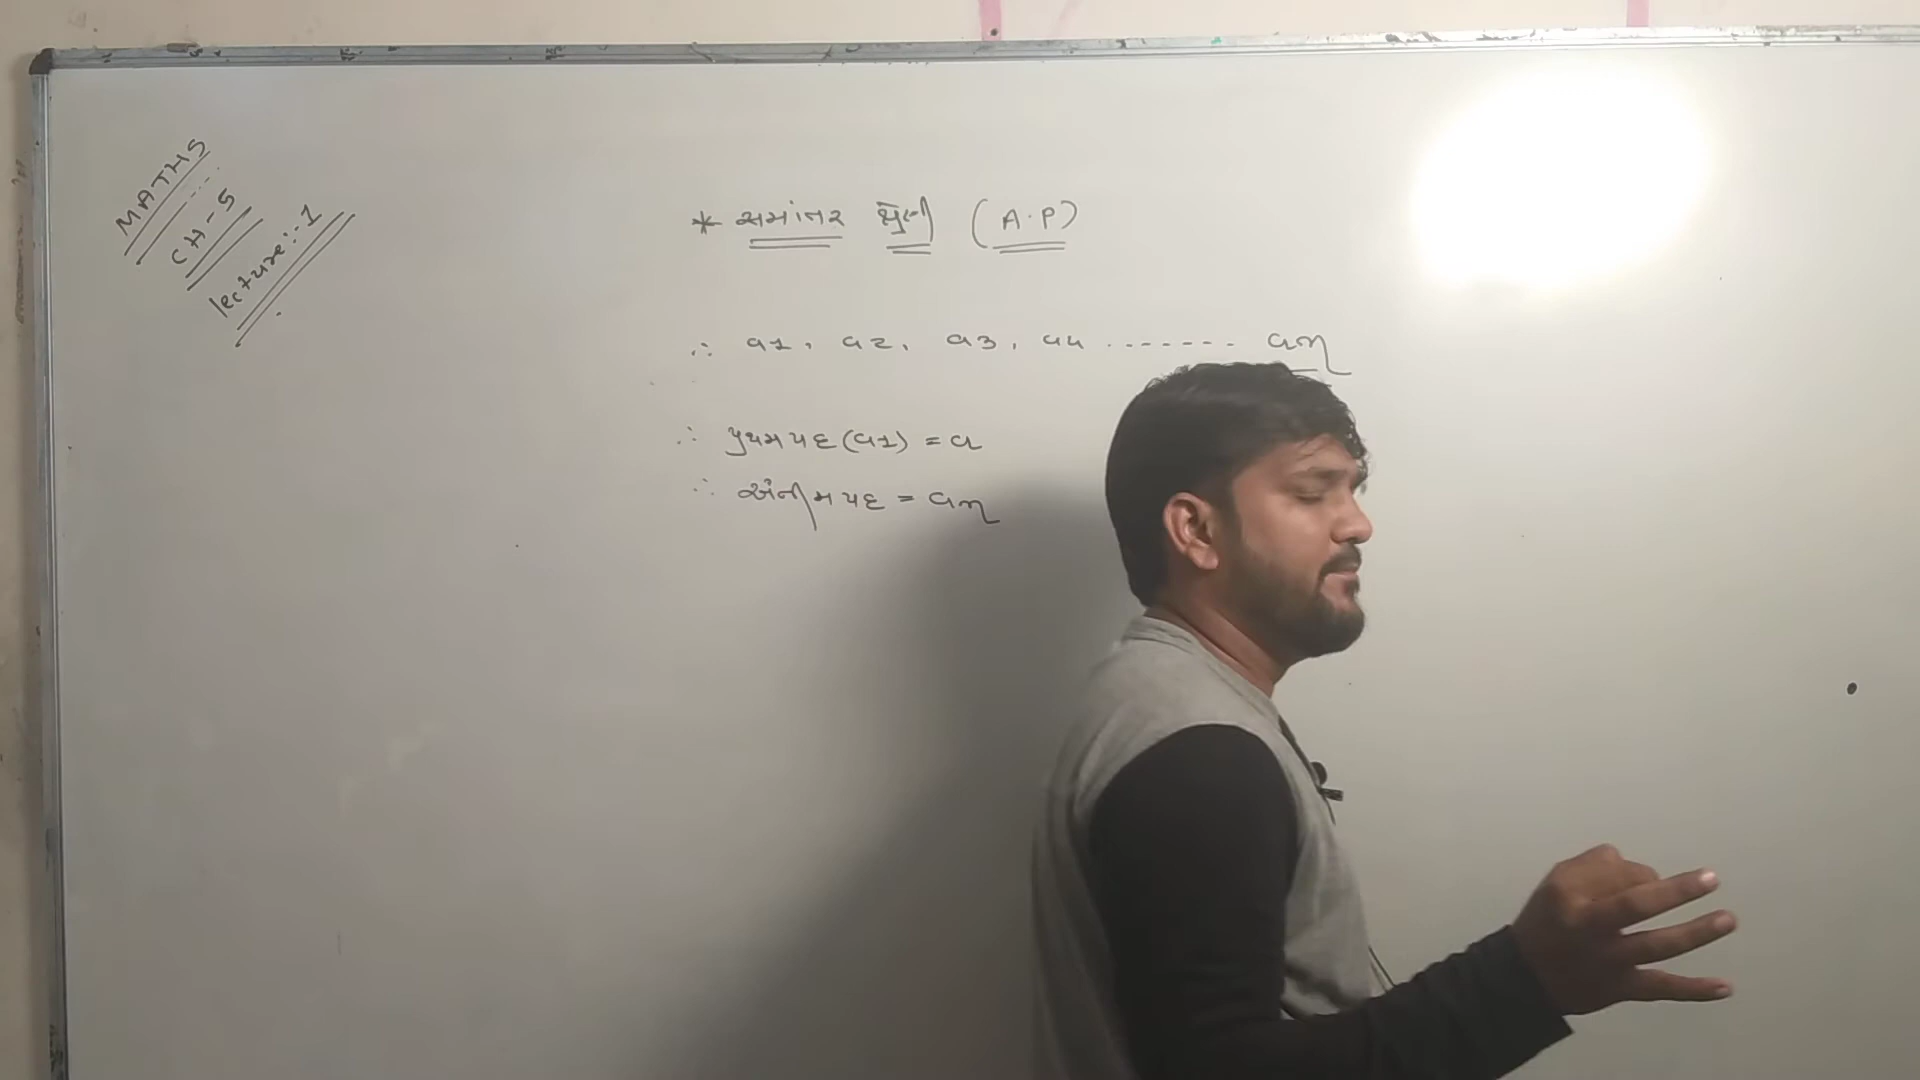 MATHS
CH-5
lecture:-1
* સમાંતર શ્રેણી (A.P)
∴ a1, a2, a3, a4 ------- an
∴ પ્રથમ પદ (a1) = a
∴ અંતીમ પદ = an